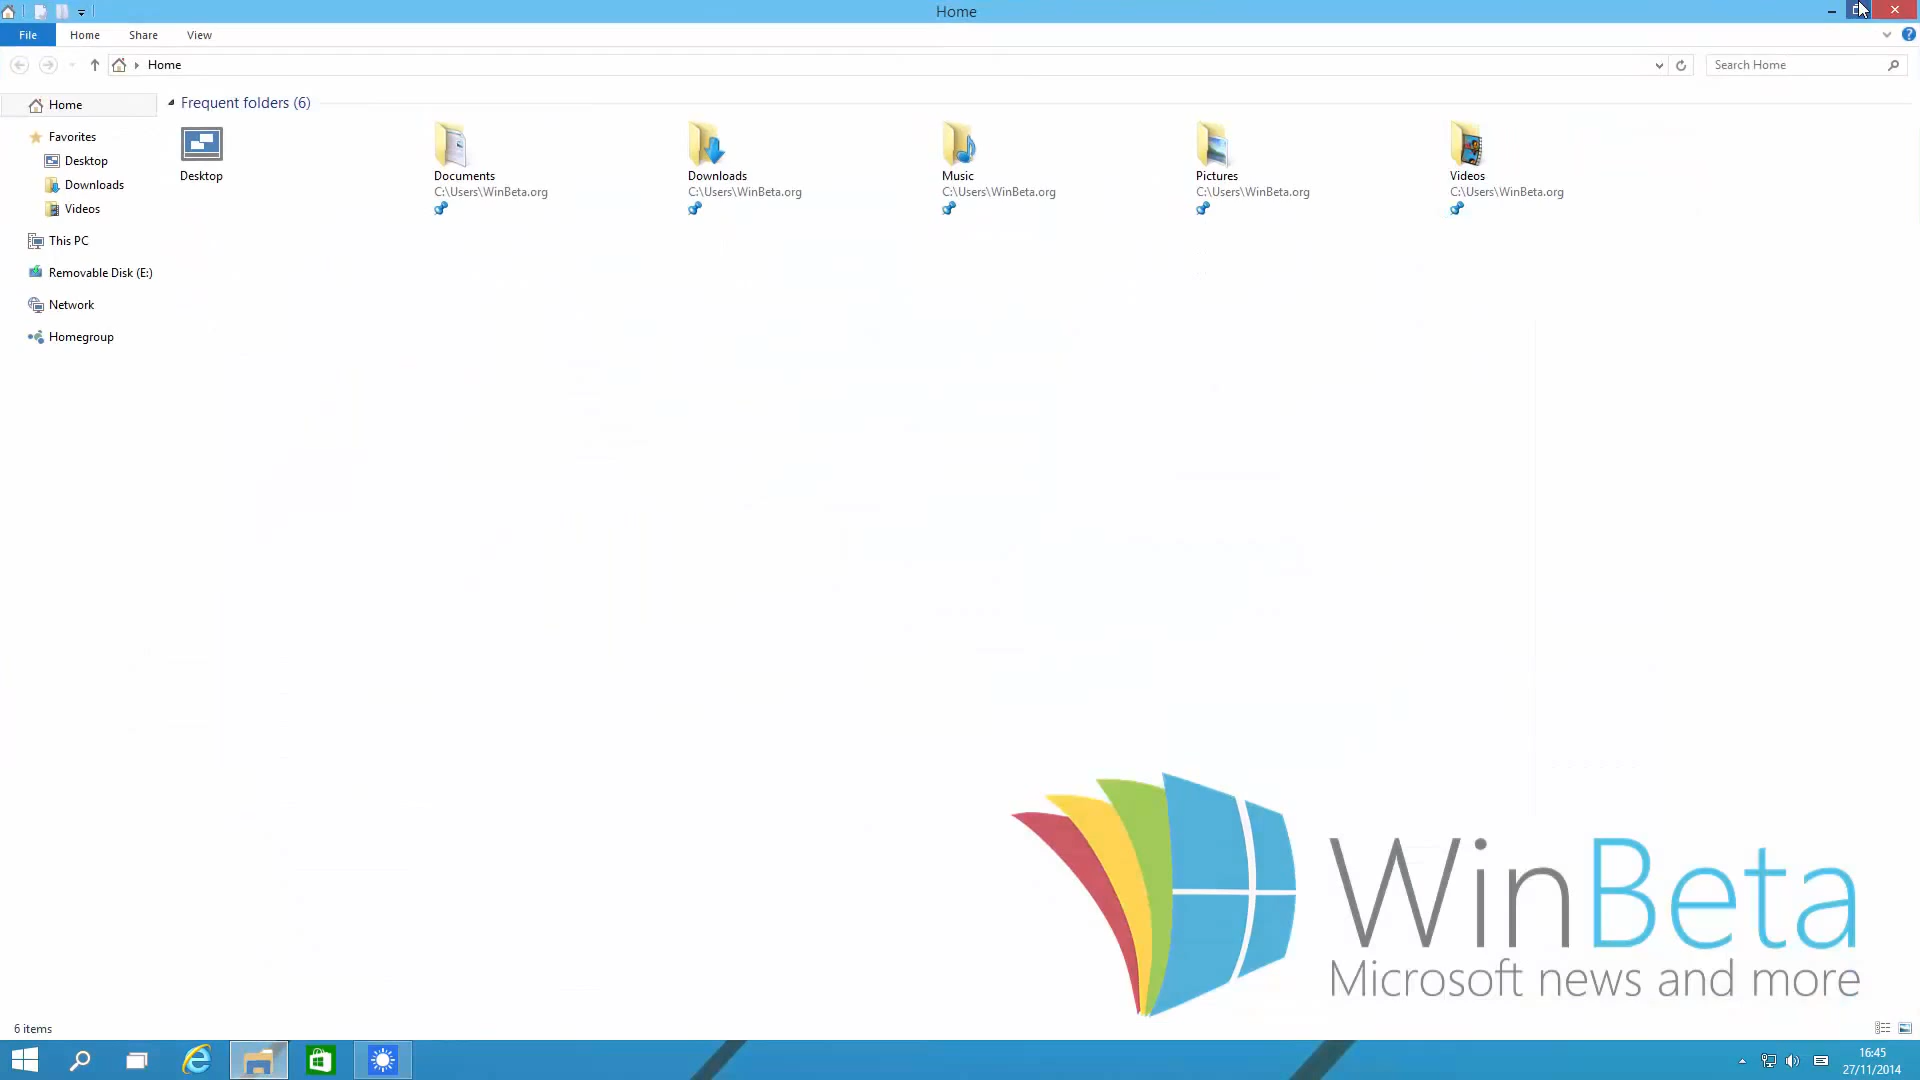 Home
File Home Share View
Home
Search Home
Home
Favorites
Desktop
Downloads
Videos
This PC
Removable Disk (E:)
Network
Homegroup
Frequent folders (6)
Desktop
Documents
C:\Users\WinBeta.org
Downloads
C:\Users\WinBeta.org
Music
C:\Users\WinBeta.org
Pictures
C:\Users\WinBeta.org
Videos
C:\Users\WinBeta.org
WinBeta
Microsoft news and more
6 items
16:45
27/11/2014